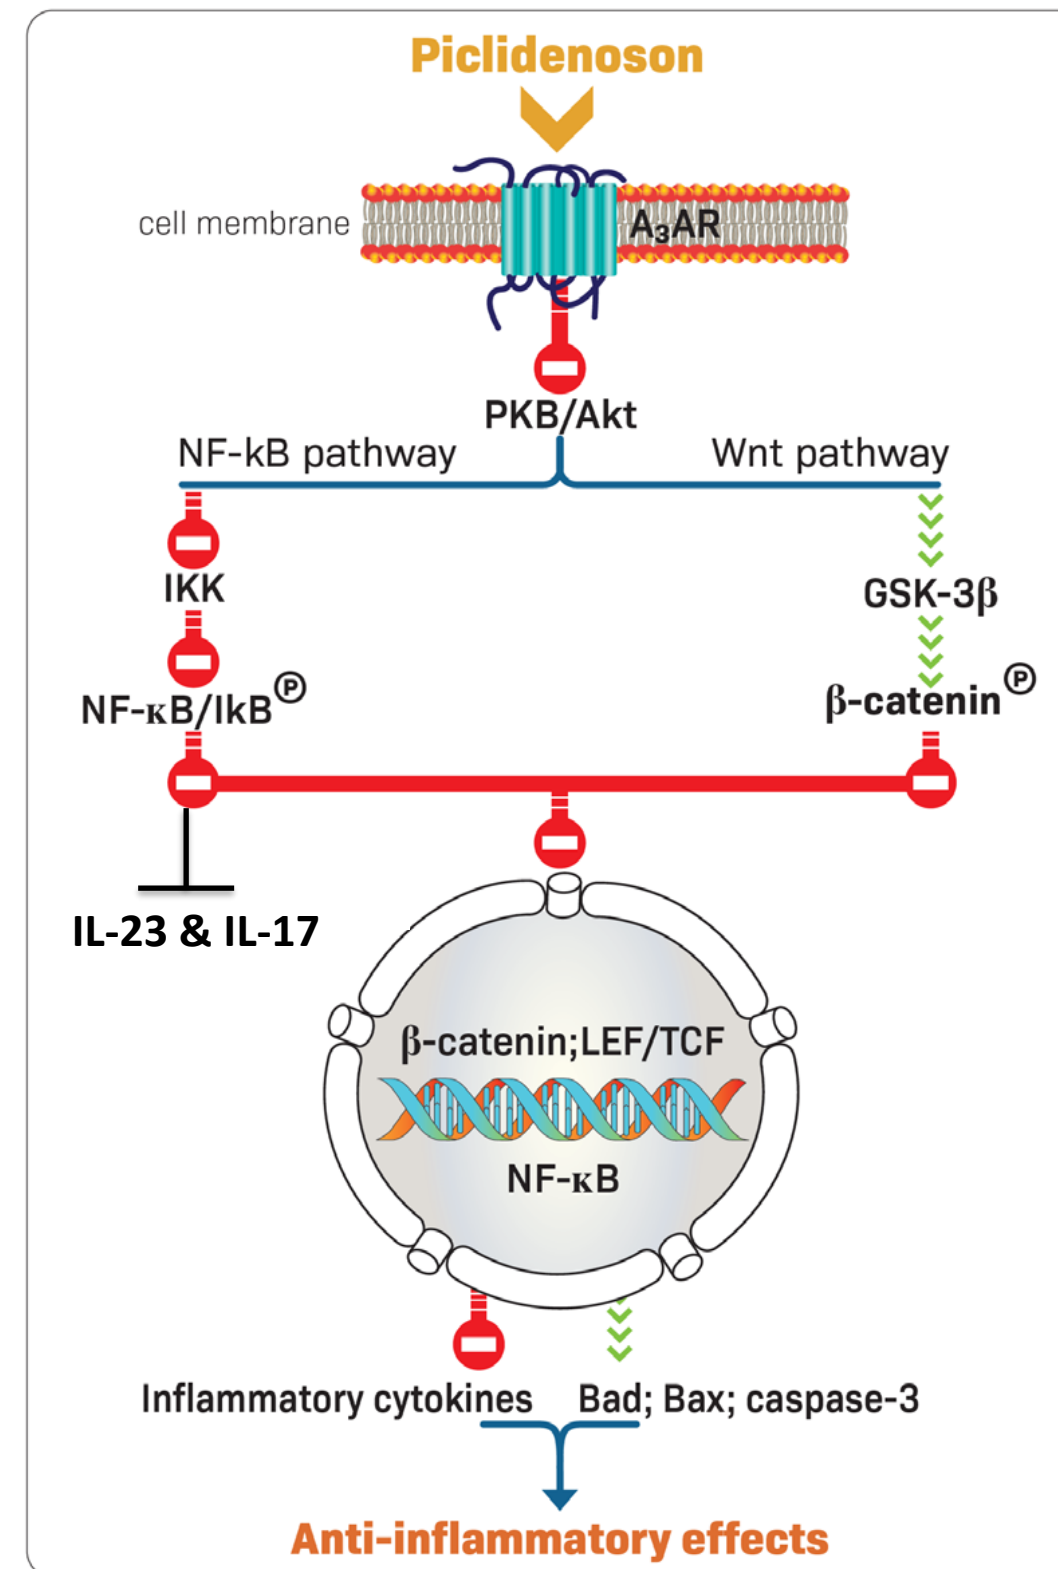 Piclidenoson
cell membrane
A₃AR
PKB/Akt
NF-kB pathway
Wnt pathway
IKK
GSK-3β
NF-κB/IkB Ⓟ
β-catenin Ⓟ
IL-23 & IL-17
β-catenin;LEF/TCF
NF-κB
Inflammatory cytokines
Bad; Bax; caspase-3
Anti-inflammatory effects